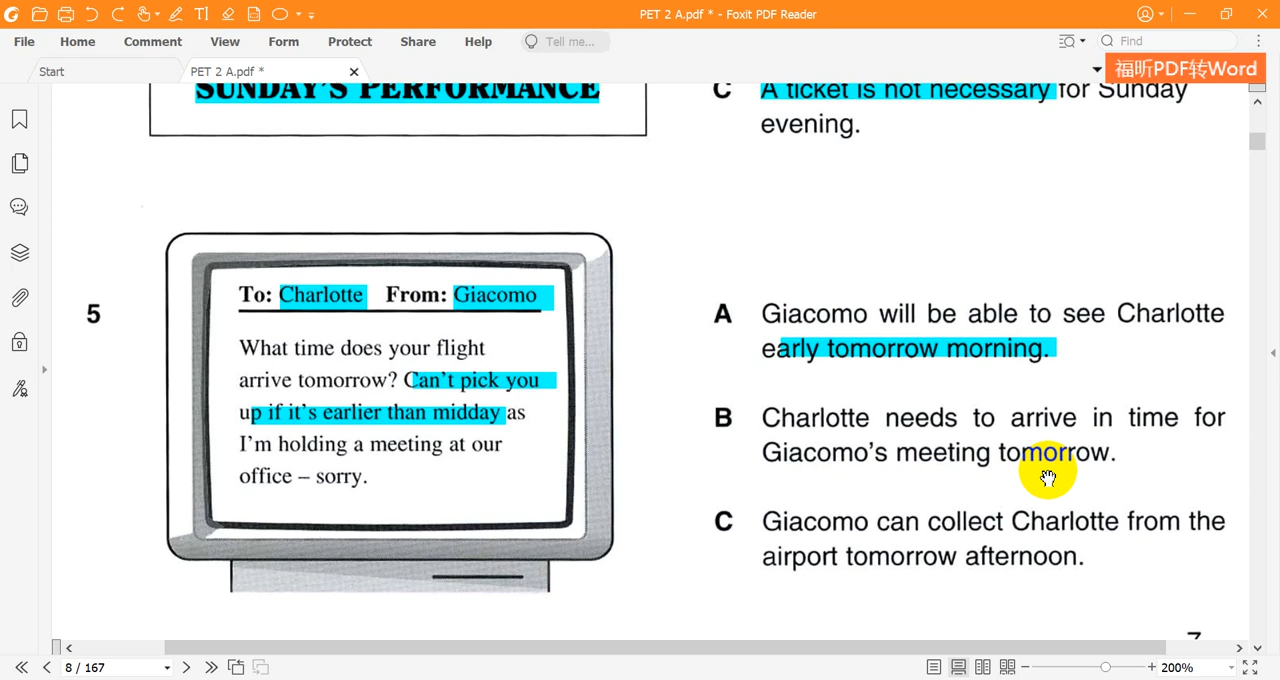 PET 2 A.pdf * - Foxit PDF Reader
File Home Comment View Form Protect Share Help Tell me... Find
Start PET 2 A.pdf *
福昕PDF转Word
SUNDAY'S PERFORMANCE
C A ticket is not necessary for Sunday
evening.
5
To: Charlotte From: Giacomo
What time does your flight
arrive tomorrow? Can't pick you
up if it's earlier than midday as
I'm holding a meeting at our
office – sorry.
A Giacomo will be able to see Charlotte
early tomorrow morning.
B Charlotte needs to arrive in time for
Giacomo's meeting tomorrow.
C Giacomo can collect Charlotte from the
airport tomorrow afternoon.
7
8 / 167
200%